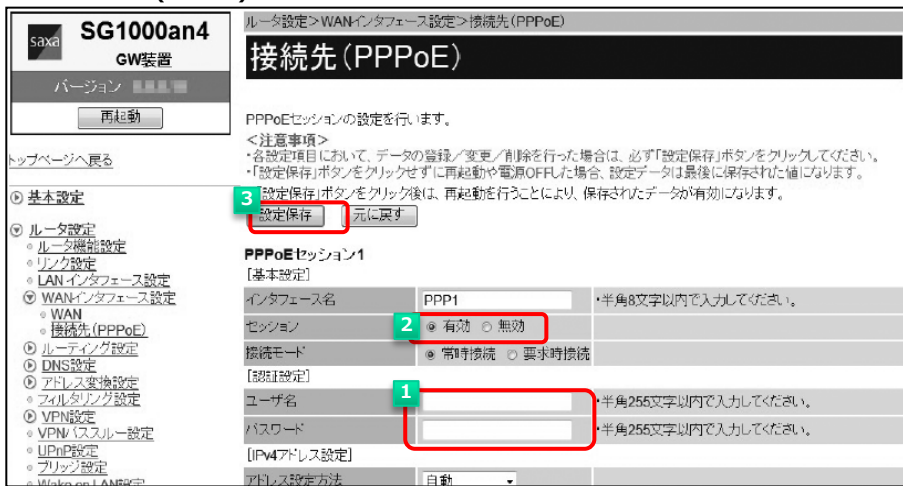 saxa
SG1000an4
GW装置
バージョン
再起動
トップページへ戻る
基本設定
ルータ設定
ルータ機能設定
リンク設定
LANインタフェース設定
WANインタフェース設定
WAN
接続先(PPPoE)
ルーティング設定
DNS設定
アドレス変換設定
フィルタリング設定
VPN設定
VPNパススルー設定
UPnP設定
ブリッジ設定
Wake on LAN設定
ルータ設定>WANインタフェース設定>接続先(PPPoE)
接続先(PPPoE)
PPPoEセッションの設定を行います。
<注意事項>
・各設定項目において、データの登録/変更/削除を行った場合は、必ず「設定保存」ボタンをクリックしてください。
・「設定保存」ボタンをクリックせずに再起動や電源OFFした場合、設定データは最後に保存された値になります。
「設定保存」ボタンをクリック後は、再起動を行うことにより、保存されたデータが有効になります。
3
設定保存 元に戻す
PPPoEセッション1
[基本設定]
インタフェース名 PPP1 ・半角8文字以内で入力してください。
セッション 2 有効 無効
接続モード 常時接続 要求時接続
[認証設定]
1
ユーザ名 ・半角255文字以内で入力してください。
パスワード ・半角255文字以内で入力してください。
[IPv4アドレス設定]
アドレス設定方法 自動